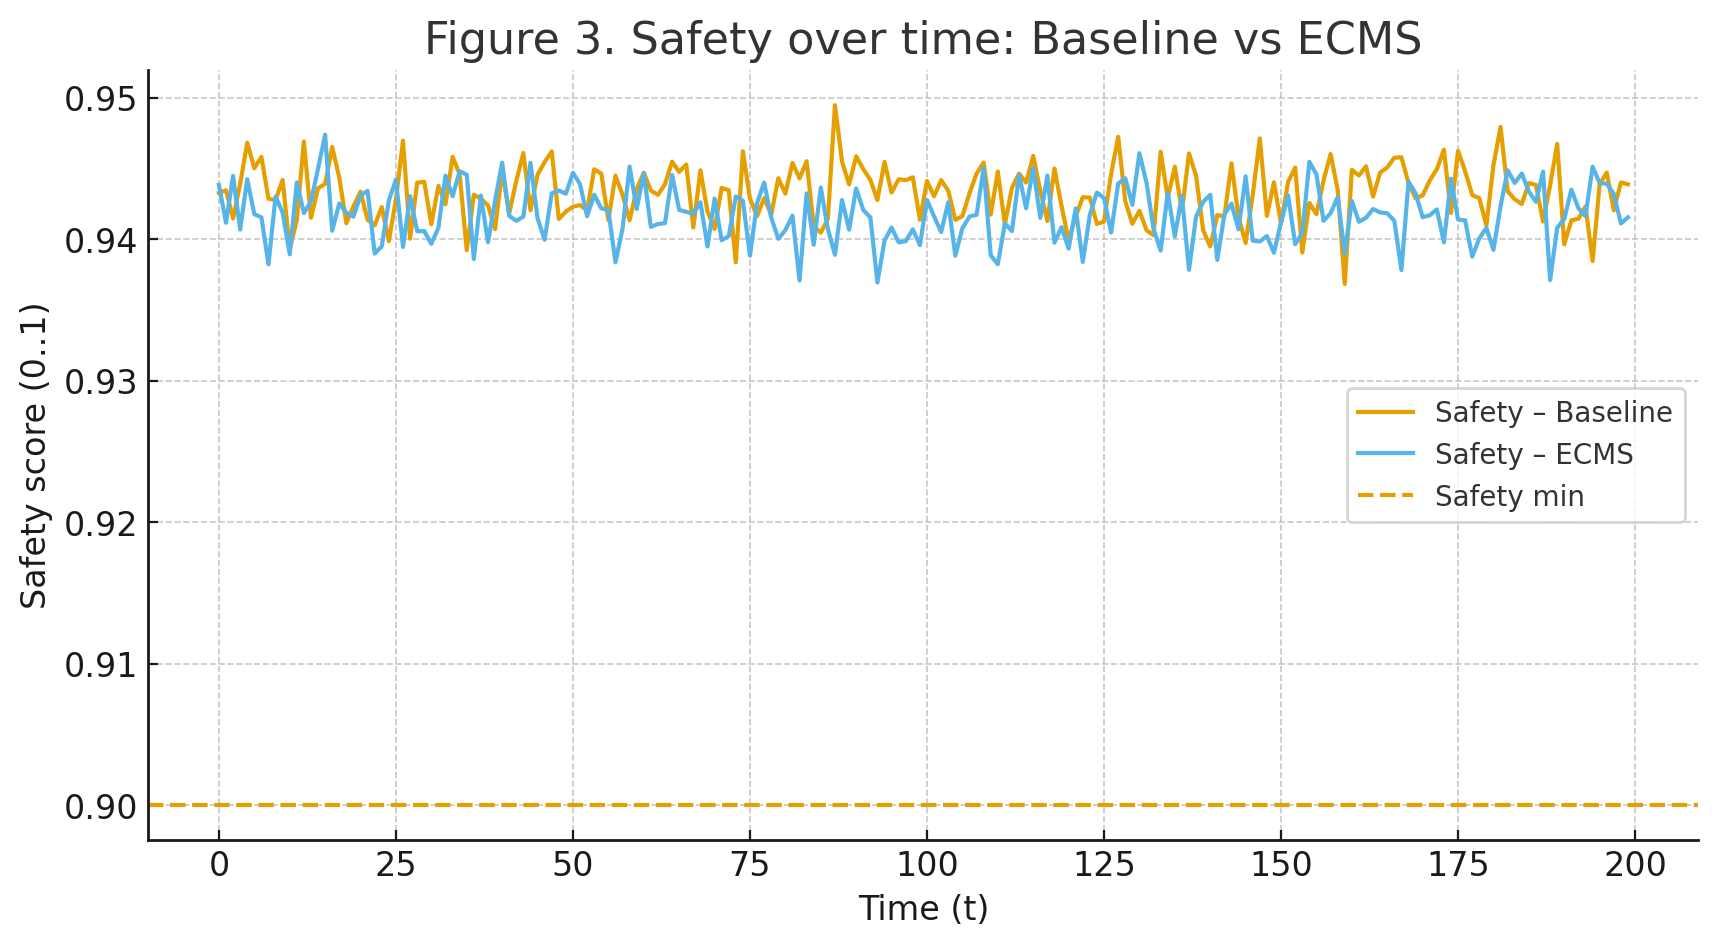 Figure 3. Safety over time: Baseline vs ECMS
Safety score (0..1)
0.95
0.94
0.93
0.92
0.91
0.90
Safety – Baseline
Safety – ECMS
Safety min
0 25 50 75 100 125 150 175 200
Time (t)